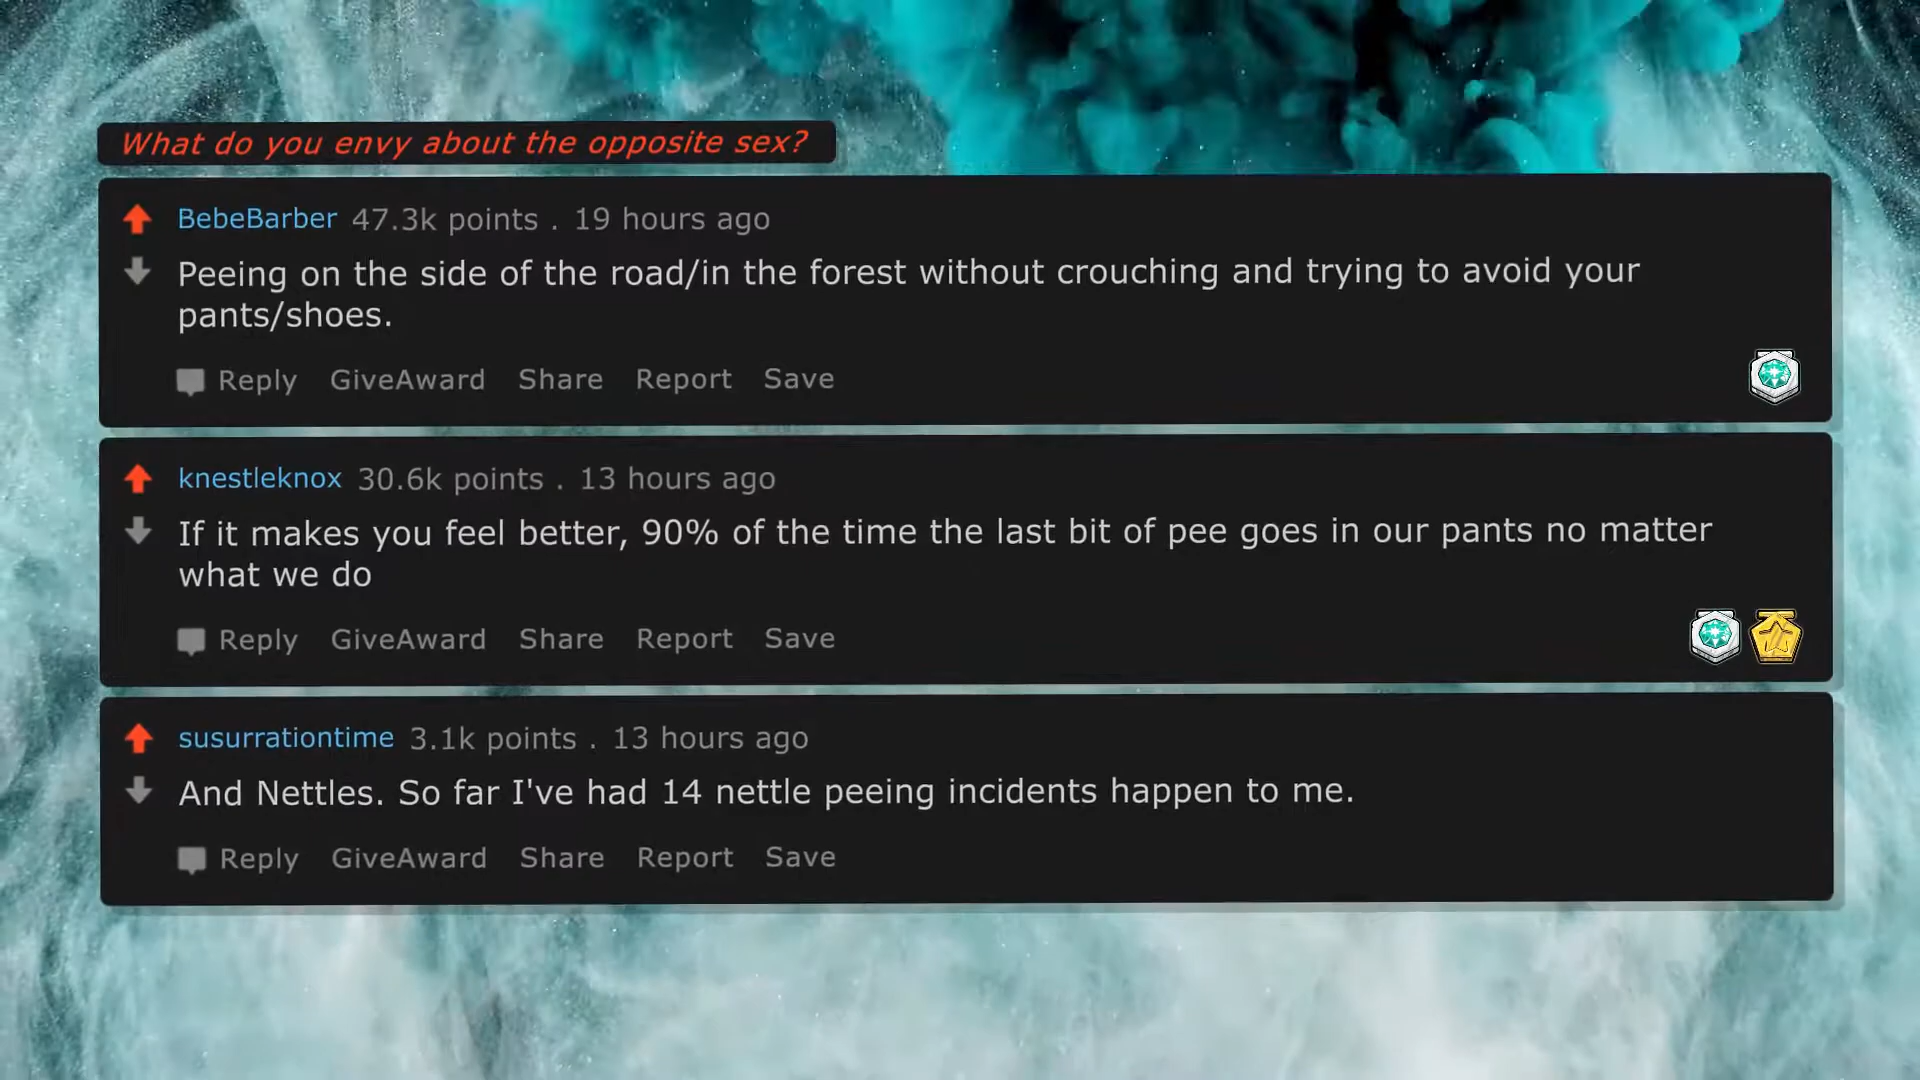 What do you envy about the opposite sex?
BebeBarber 47.3k points . 19 hours ago
Peeing on the side of the road/in the forest without crouching and trying to avoid your
pants/shoes.
Reply GiveAward Share Report Save
knestleknox 30.6k points . 13 hours ago
If it makes you feel better, 90% of the time the last bit of pee goes in our pants no matter
what we do
Reply GiveAward Share Report Save
susurrationtime 3.1k points . 13 hours ago
And Nettles. So far I've had 14 nettle peeing incidents happen to me.
Reply GiveAward Share Report Save